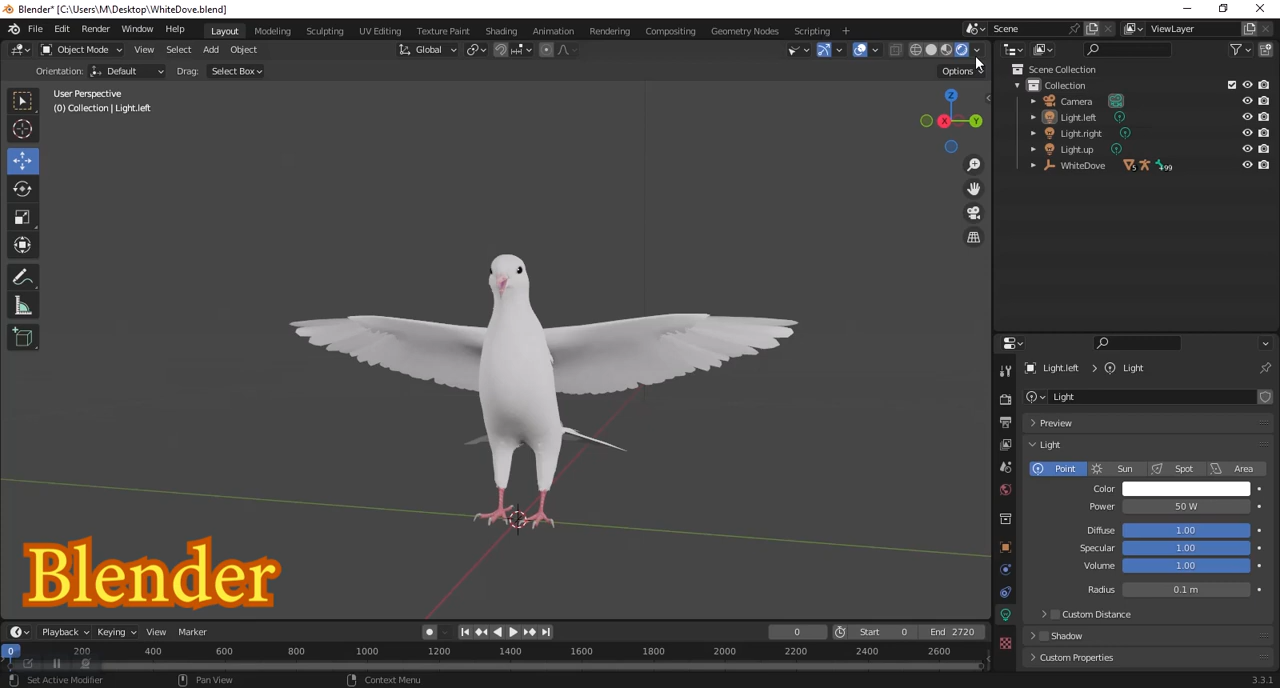 Blender* [C:\Users\M\Desktop\WhiteDove.blend]
File Edit Render Window Help Layout Modeling Sculpting UV Editing Texture Paint Shading Animation Rendering Compositing Geometry Nodes Scripting + Scene ViewLayer
Object Mode View Select Add Object Global
Orientation: Default Drag: Select Box Options
User Perspective
(0) Collection | Light.left
Z
X Y
Scene Collection
Collection
Camera
Light.left
Light.right
Light.up
WhiteDove 5 99
Light.left > Light
Light
Preview
Light
Point Sun Spot Area
Color
Power 50 W
Diffuse 1.00
Specular 1.00
Volume 1.00
Radius 0.1 m
Custom Distance
Shadow
Custom Properties
Blender
Playback Keying View Marker 0 Start 0 End 2720
0 200 400 600 800 1000 1200 1400 1600 1800 2000 2200 2400 2600
Set Active Modifier Pan View Context Menu 3.3.1